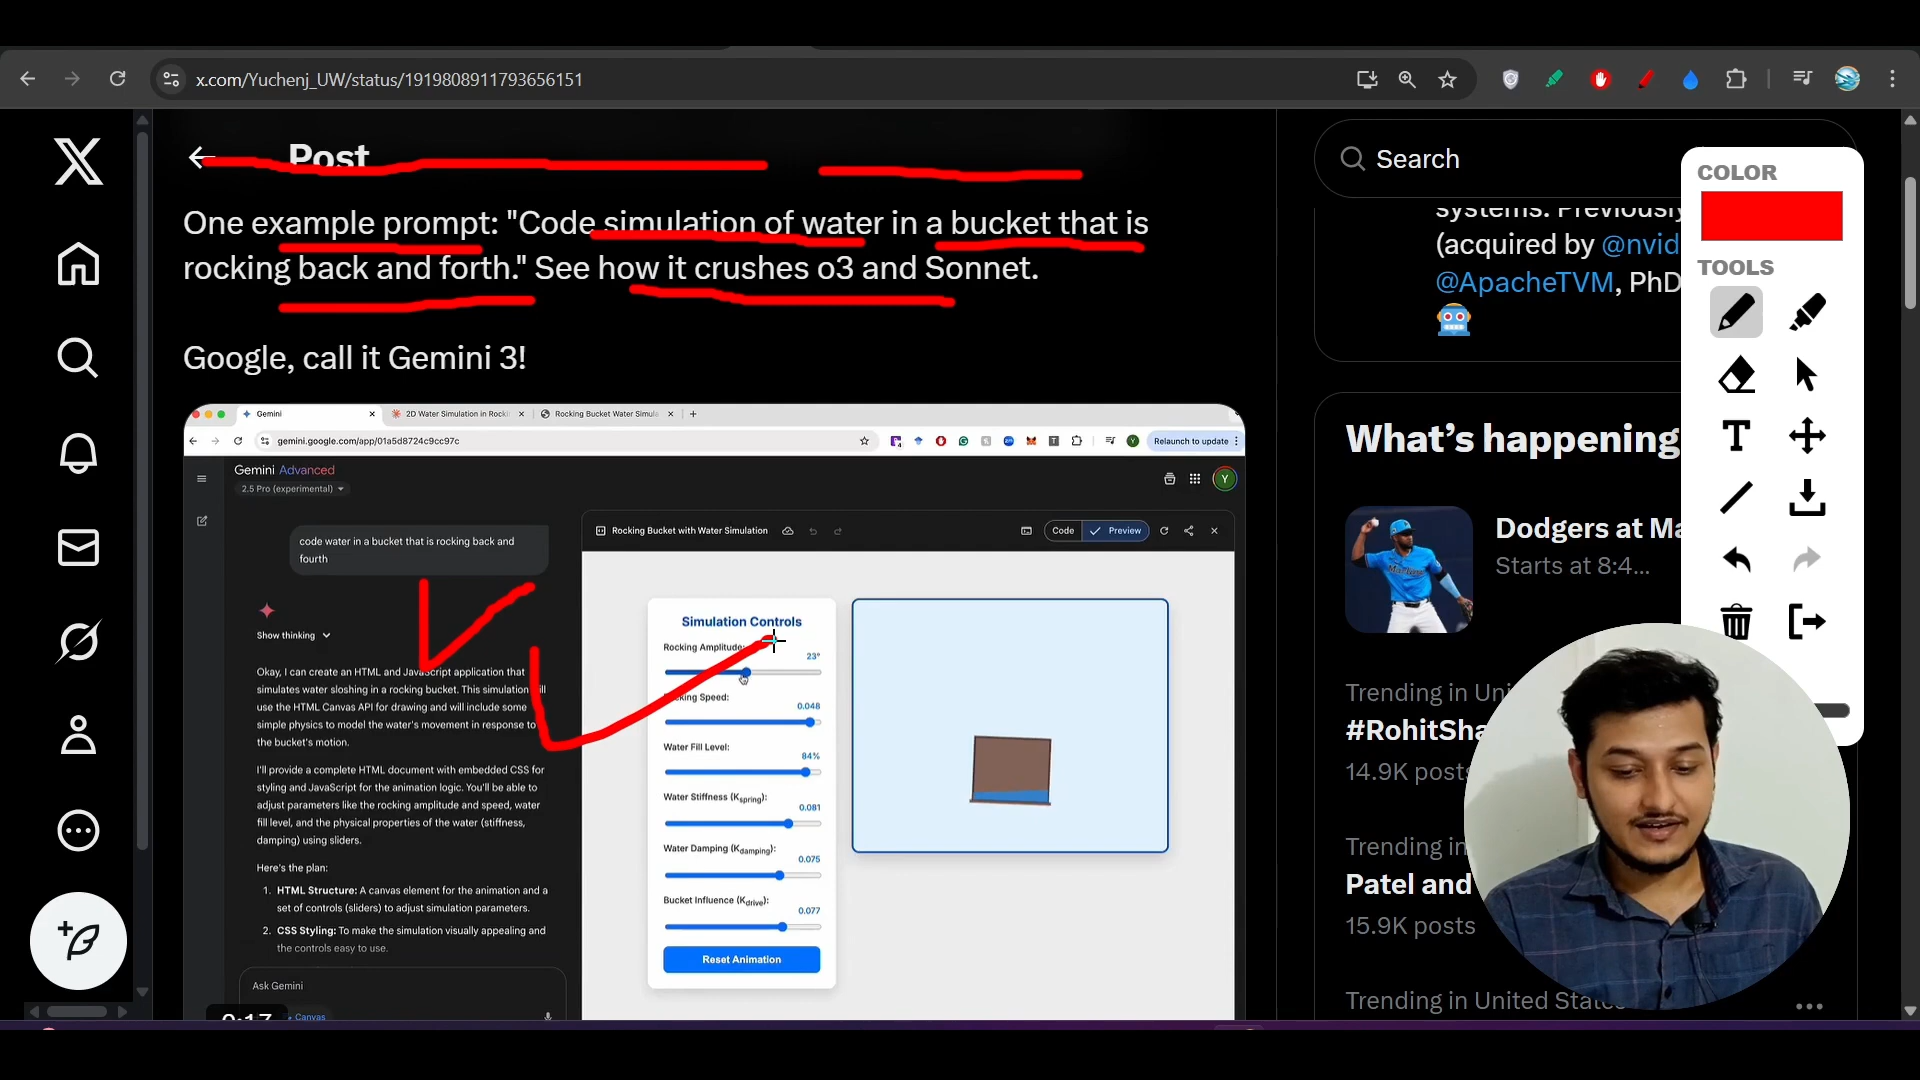 x.com/Yuchenj_UW/status/1919808911793656151
Post
One example prompt: "Code simulation of water in a bucket that is
rocking back and forth." See how it crushes o3 and Sonnet.
Google, call it Gemini 3!
Gemini
2D Water Simulation in Rocki
Rocking Bucket Water Simula
gemini.google.com/app/01a5d8724c9cc97c
Relaunch to update
Gemini Advanced
2.5 Pro (experimental)
Y
code water in a bucket that is rocking back and
fourth
Show thinking
Okay, I can create an HTML and JavaScript application that
simulates water sloshing in a rocking bucket. This simulation will
use the HTML Canvas API for drawing and will include some
simple physics to model the water's movement in response to
the bucket's motion.
I'll provide a complete HTML document with embedded CSS for
styling and JavaScript for the animation logic. You'll be able to
adjust parameters like the rocking amplitude and speed, water
fill level, and the physical properties of the water (stiffness,
damping) using sliders.
Here's the plan:
1. HTML Structure: A canvas element for the animation and a
set of controls (sliders) to adjust simulation parameters.
2. CSS Styling: To make the simulation visually appealing and
the controls easy to use.
Ask Gemini
Canvas
0:17
Rocking Bucket with Water Simulation
Code
Preview
Simulation Controls
Rocking Amplitude:
23°
Rocking Speed:
0.048
Water Fill Level:
84%
Water Stiffness (Kspring):
0.081
Water Damping (Kdamping):
0.075
Bucket Influence (Kdrive):
0.077
Reset Animation
Search
systems. Previously
(acquired by @nvid
@ApacheTVM, PhD
What's happening
Dodgers at Ma
Starts at 8:4...
Trending in Uni
#RohitSha
14.9K posts
Trending in
Patel and
15.9K posts
Trending in United States
COLOR
TOOLS
T